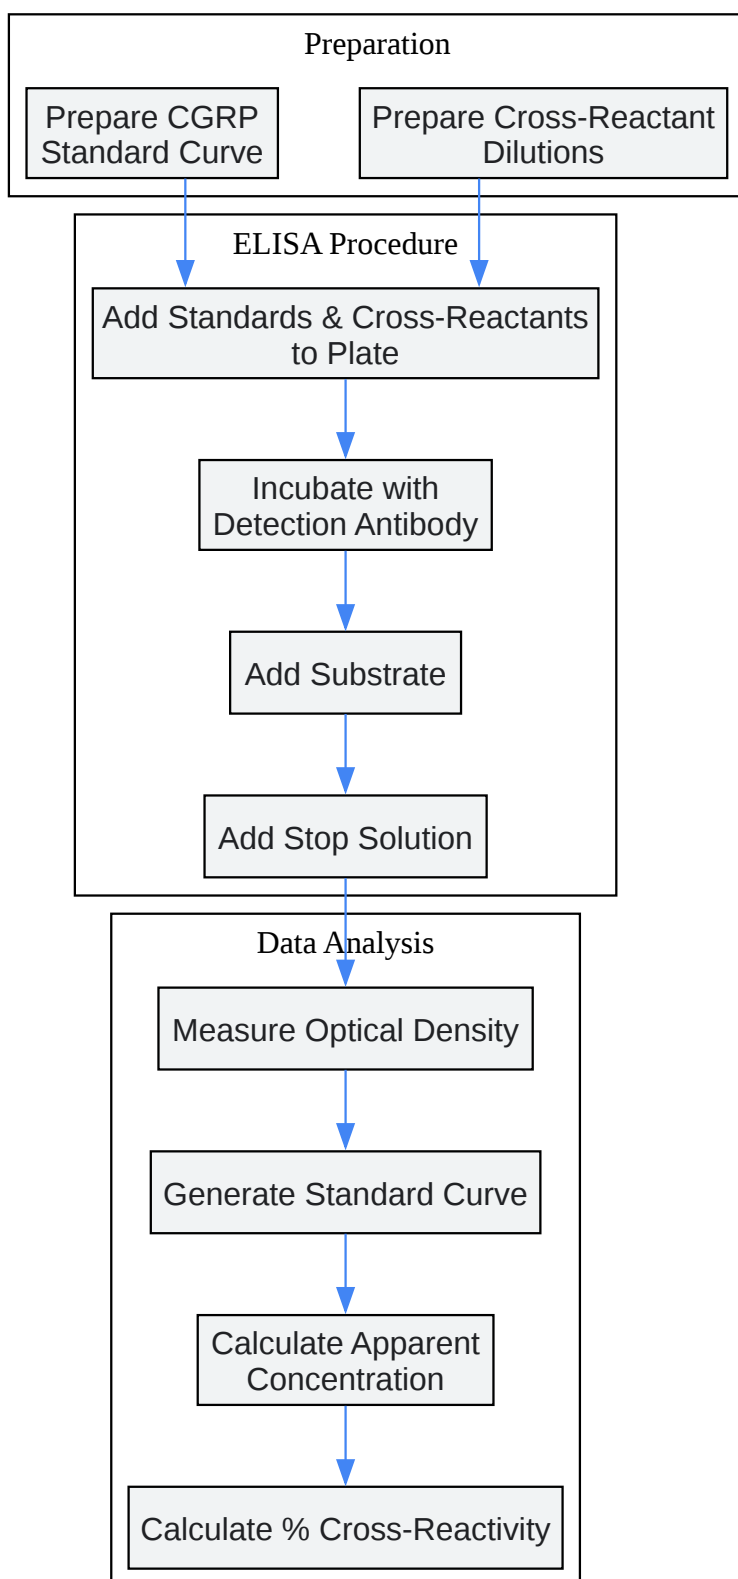 Preparation
Prepare CGRP
Standard Curve
Prepare Cross-Reactant
Dilutions
ELISA Procedure
Add Standards & Cross-Reactants
to Plate
Incubate with
Detection Antibody
Add Substrate
Add Stop Solution
Data Analysis
Measure Optical Density
Generate Standard Curve
Calculate Apparent
Concentration
Calculate % Cross-Reactivity